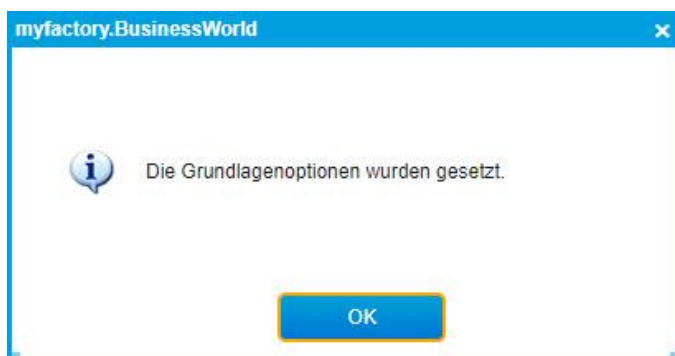 myfactory.BusinessWorld
Die Grundlagenoptionen wurden gesetzt.
OK